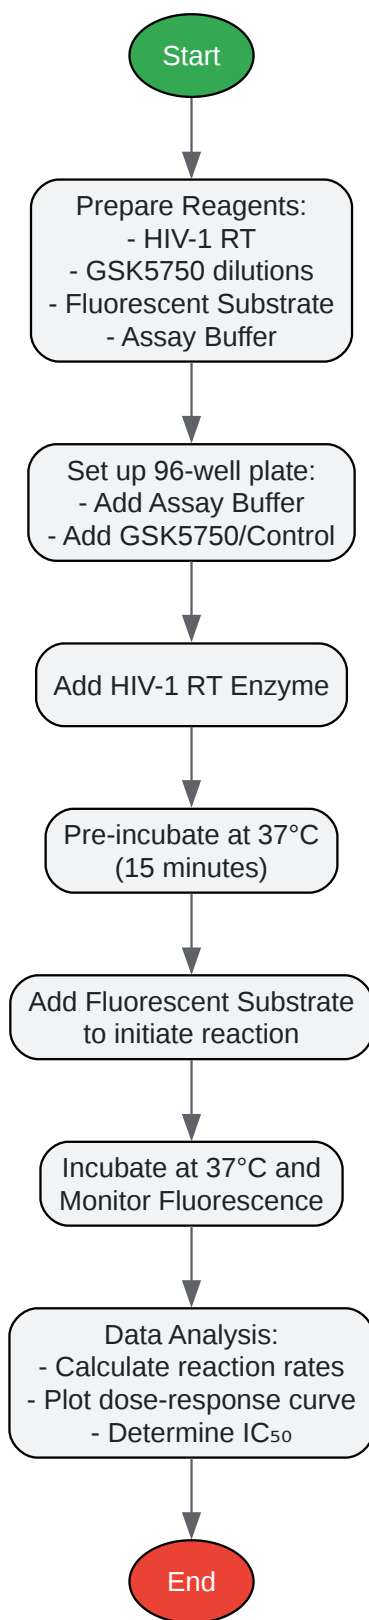 Start
Prepare Reagents:
- HIV-1 RT
- GSK5750 dilutions
- Fluorescent Substrate
- Assay Buffer
Set up 96-well plate:
- Add Assay Buffer
- Add GSK5750/Control
Add HIV-1 RT Enzyme
Pre-incubate at 37°C
(15 minutes)
Add Fluorescent Substrate
to initiate reaction
Incubate at 37°C and
Monitor Fluorescence
Data Analysis:
- Calculate reaction rates
- Plot dose-response curve
- Determine IC₅₀
End